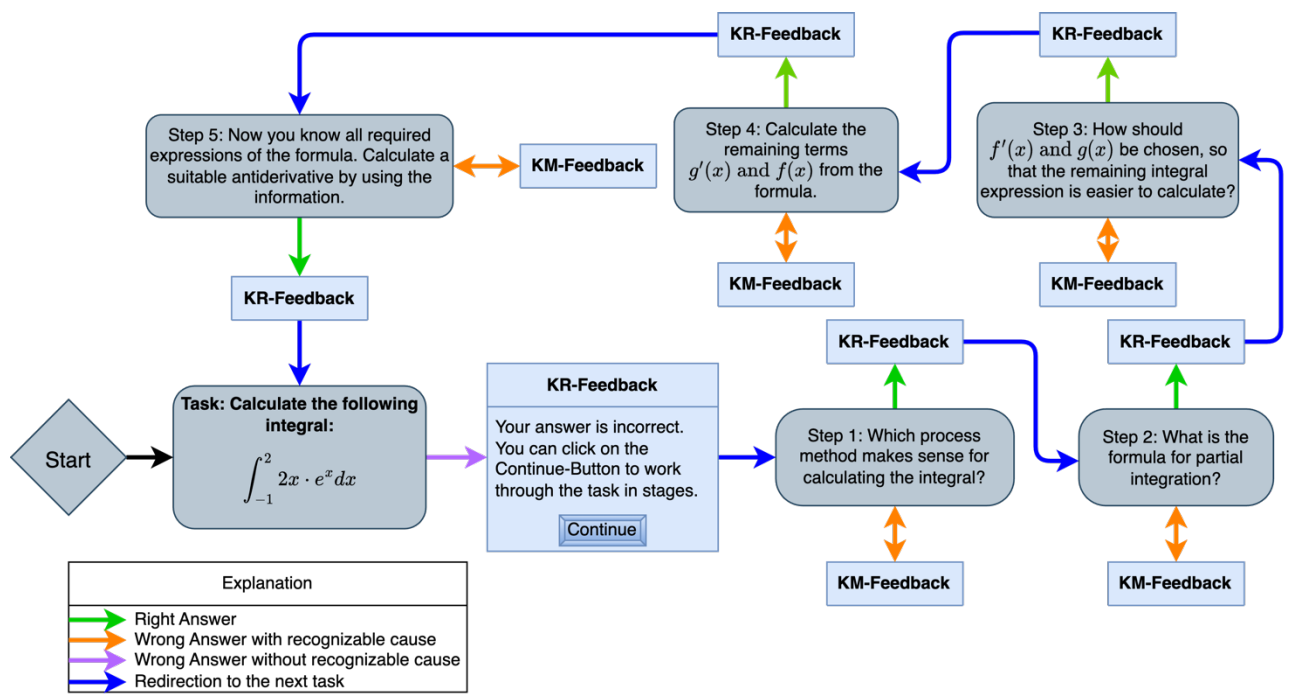 KR-Feedback
KR-Feedback
Step 5: Now you know all required
expressions of the formula. Calculate a
suitable antiderivative by using the
information.
KM-Feedback
Step 4: Calculate the
remaining terms
g′(x) and f(x) from the
formula.
Step 3: How should
f′(x) and g(x) be chosen, so
that the remaining integral
expression is easier to calculate?
KR-Feedback
KM-Feedback
KM-Feedback
KR-Feedback
KR-Feedback
Start
Task: Calculate the following
integral:
∫_{-1}^{2} 2x · e^x dx
KR-Feedback
Your answer is incorrect.
You can click on the
Continue-Button to work
through the task in stages.
Continue
Step 1: Which process
method makes sense for
calculating the integral?
Step 2: What is the
formula for partial
integration?
KM-Feedback
KM-Feedback
Explanation
Right Answer
Wrong Answer with recognizable cause
Wrong Answer without recognizable cause
Redirection to the next task